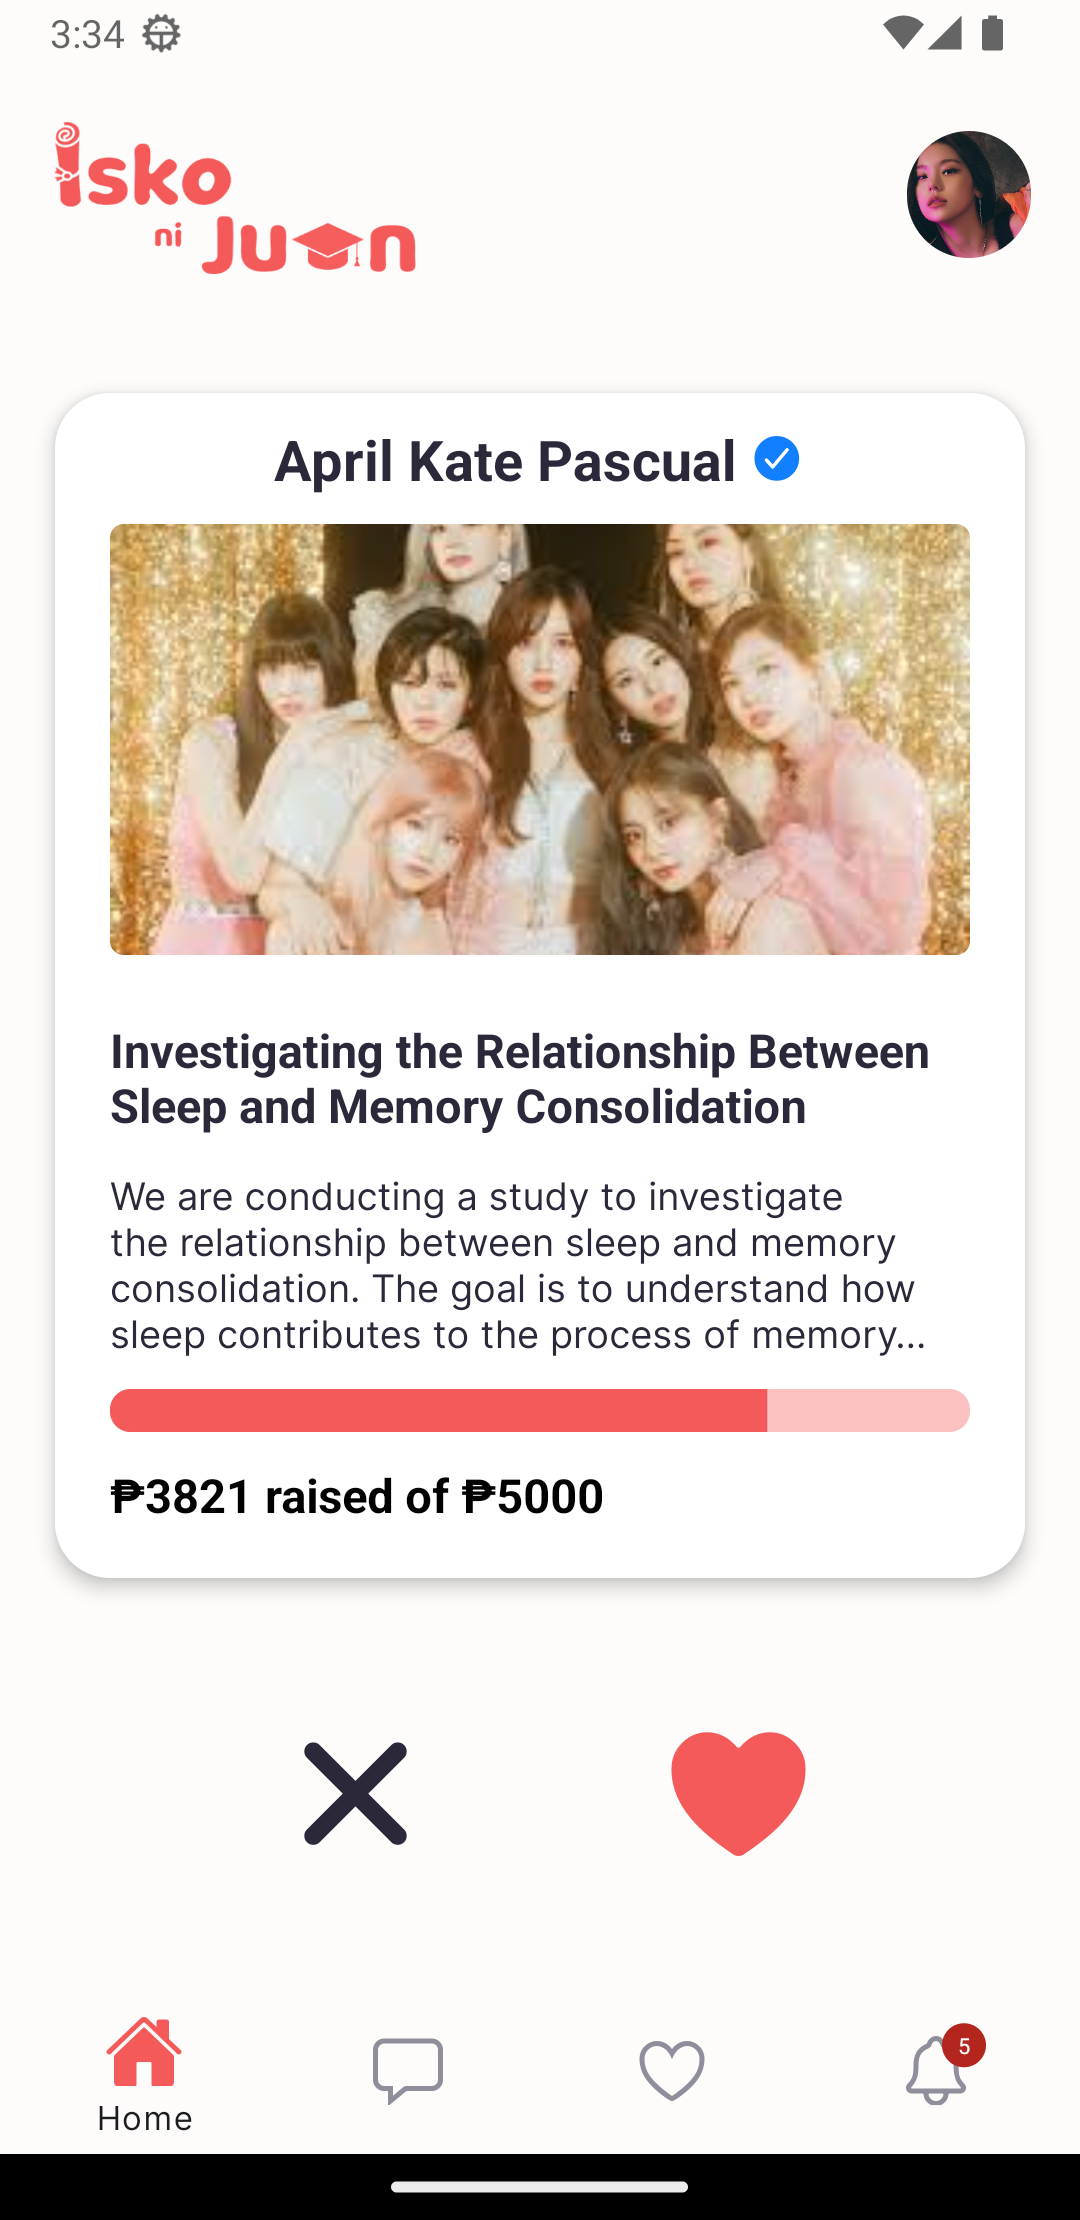 3:34
Isko
ni Juan
April Kate Pascual
Investigating the Relationship Between
Sleep and Memory Consolidation
We are conducting a study to investigate
the relationship between sleep and memory
consolidation. The goal is to understand how
sleep contributes to the process of memory...
₱3821 raised of ₱5000
5
Home